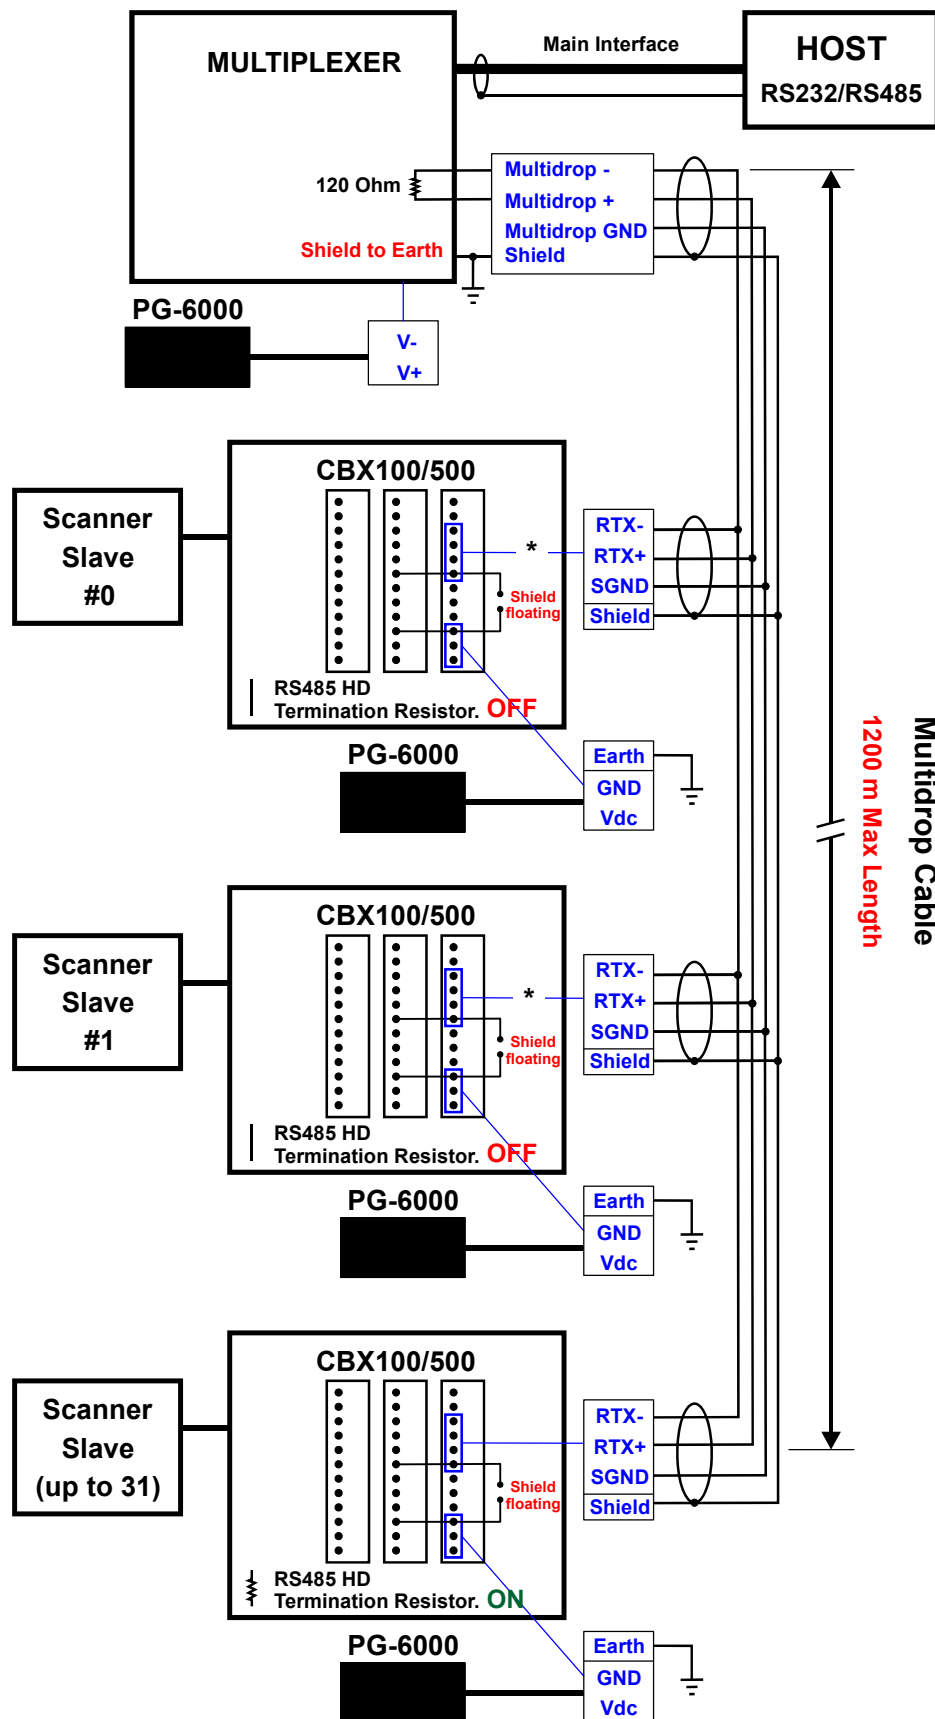 MULTIPLEXER
Main Interface
HOST
RS232/RS485
120 Ohm
Multidrop -
Multidrop +
Multidrop GND
Shield to Earth
Shield
PG-6000
V-
V+
CBX100/500
Scanner
Slave
#0
*
RTX-
RTX+
SGND
Shield
Shield
floating
RS485 HD
Termination Resistor. OFF
PG-6000
Earth
GND
Vdc
Multidrop Cable
1200 m Max Length
CBX100/500
Scanner
Slave
#1
*
RTX-
RTX+
SGND
Shield
Shield
floating
RS485 HD
Termination Resistor. OFF
PG-6000
Earth
GND
Vdc
CBX100/500
Scanner
Slave
(up to 31)
RTX-
RTX+
SGND
Shield
Shield
floating
RS485 HD
Termination Resistor. ON
PG-6000
Earth
GND
Vdc